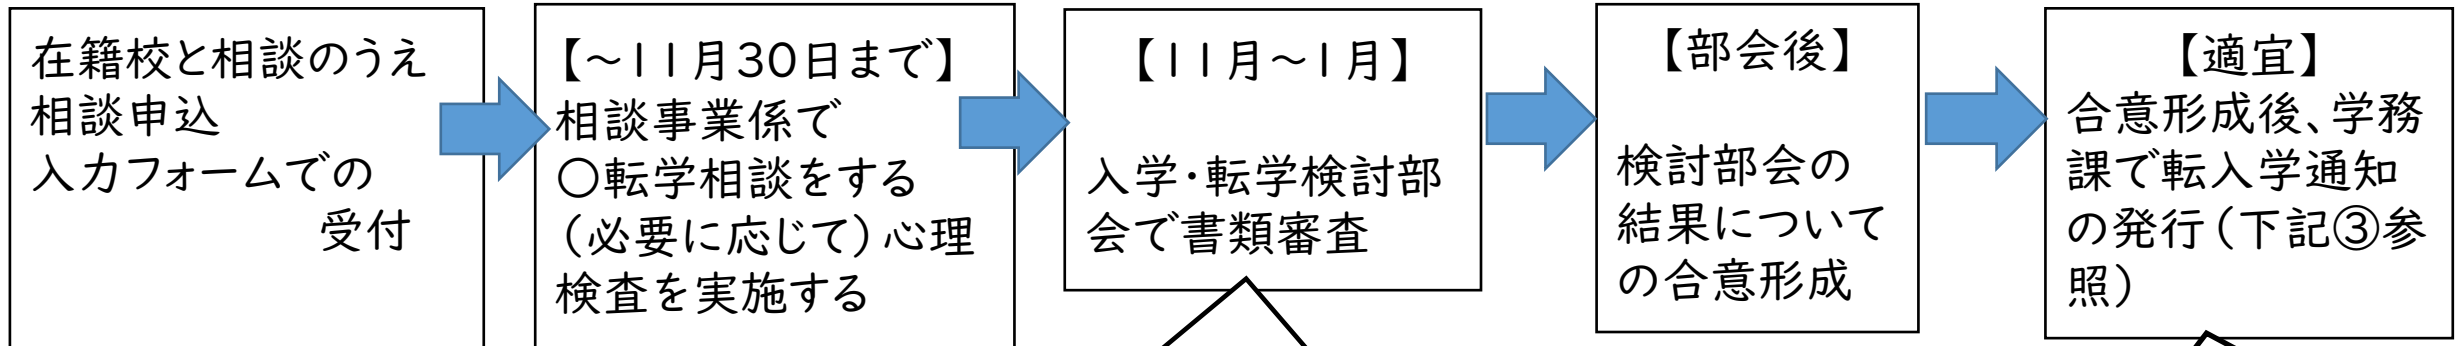 在籍校と相談のうえ
相談申込
入力フォームでの
受付
【～11月30日まで】
相談事業係で
○転学相談をする
(必要に応じて)心理
検査を実施する
【11月～1月】
入学・転学検討部
会で書類審査
【部会後】
検討部会の
結果について
の合意形成
【適宜】
合意形成後、学務
課で転入学通知
の発行(下記③参
照)